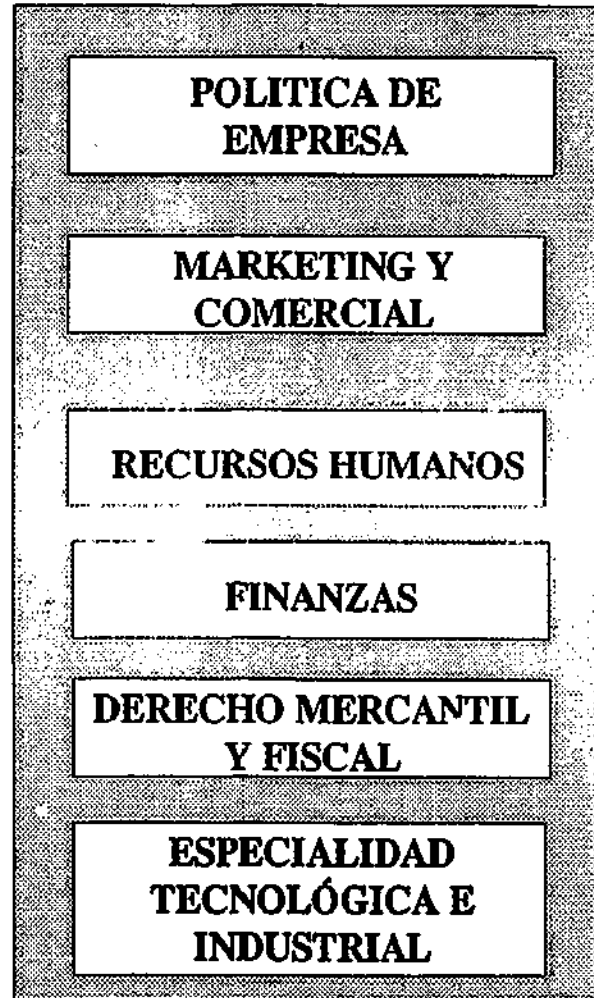 POLITICA DE
EMPRESA
MARKETING Y
COMERCIAL
RECURSOS HUMANOS
FINANZAS
DERECHO MERCANTIL
Y FISCAL
ESPECIALIDAD
TECNOLÓGICA E
INDUSTRIAL